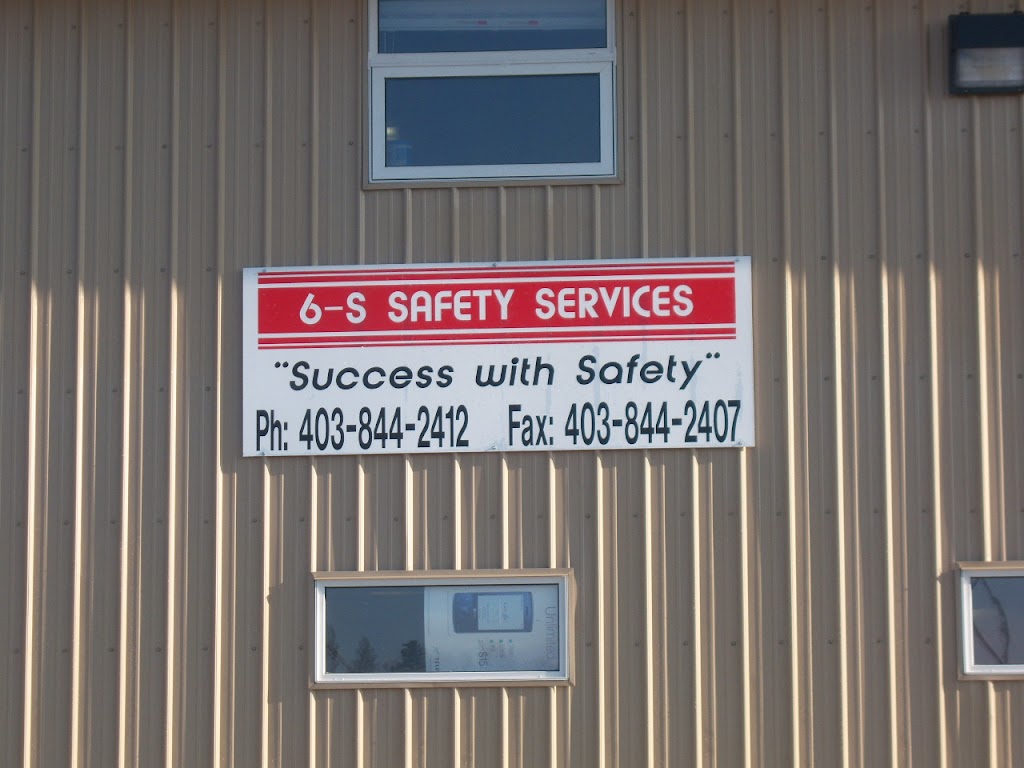 6-S SAFETY SERVICES
"Success with Safety"
Ph: 403-844-2412 Fax: 403-844-2407